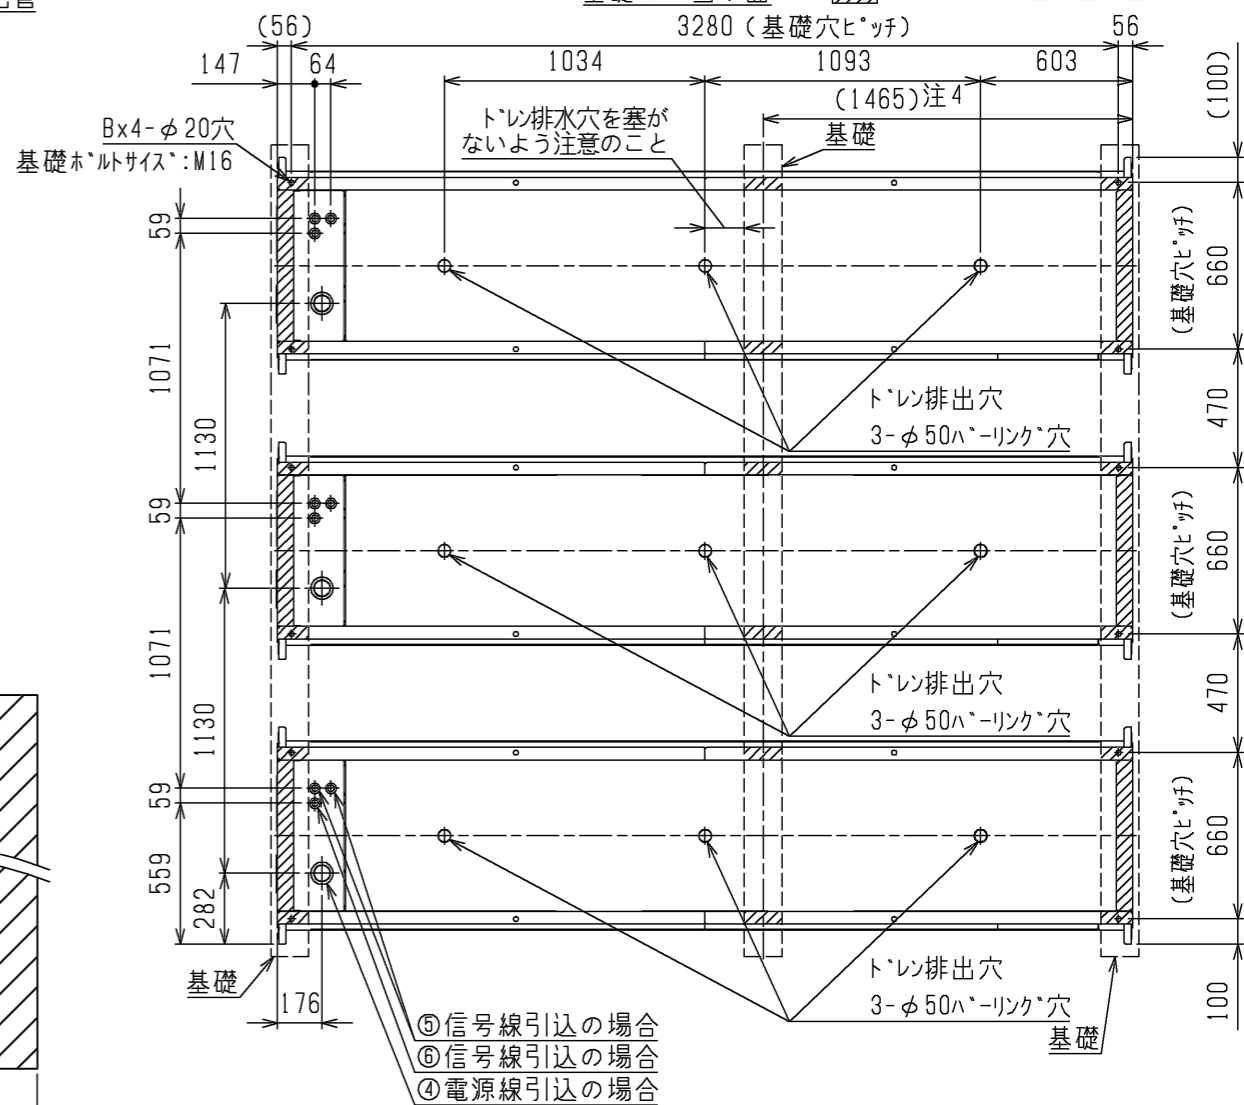 (56)
3280 (基礎穴ﾋﾟｯﾁ)
56
147
64
1034
1093
603
(100)
(1465)注4
Bx4-φ20穴
基礎ﾎﾞﾙﾄｻｲｽﾞ:M16
ﾄﾞﾚﾝ排水穴を塞が
ないよう注意のこと
基礎
59
1071
1130
(基礎穴ﾋﾟｯﾁ)
660
ﾄﾞﾚﾝ排出穴
3-φ50ﾊﾞｰﾘﾝｸﾞ穴
470
59
1071
1130
(基礎穴ﾋﾟｯﾁ)
660
ﾄﾞﾚﾝ排出穴
3-φ50ﾊﾞｰﾘﾝｸﾞ穴
470
59
559
282
(基礎穴ﾋﾟｯﾁ)
660
ﾄﾞﾚﾝ排出穴
3-φ50ﾊﾞｰﾘﾝｸﾞ穴
100
基礎
176
基礎
⑤信号線引込の場合
⑥信号線引込の場合
④電源線引込の場合